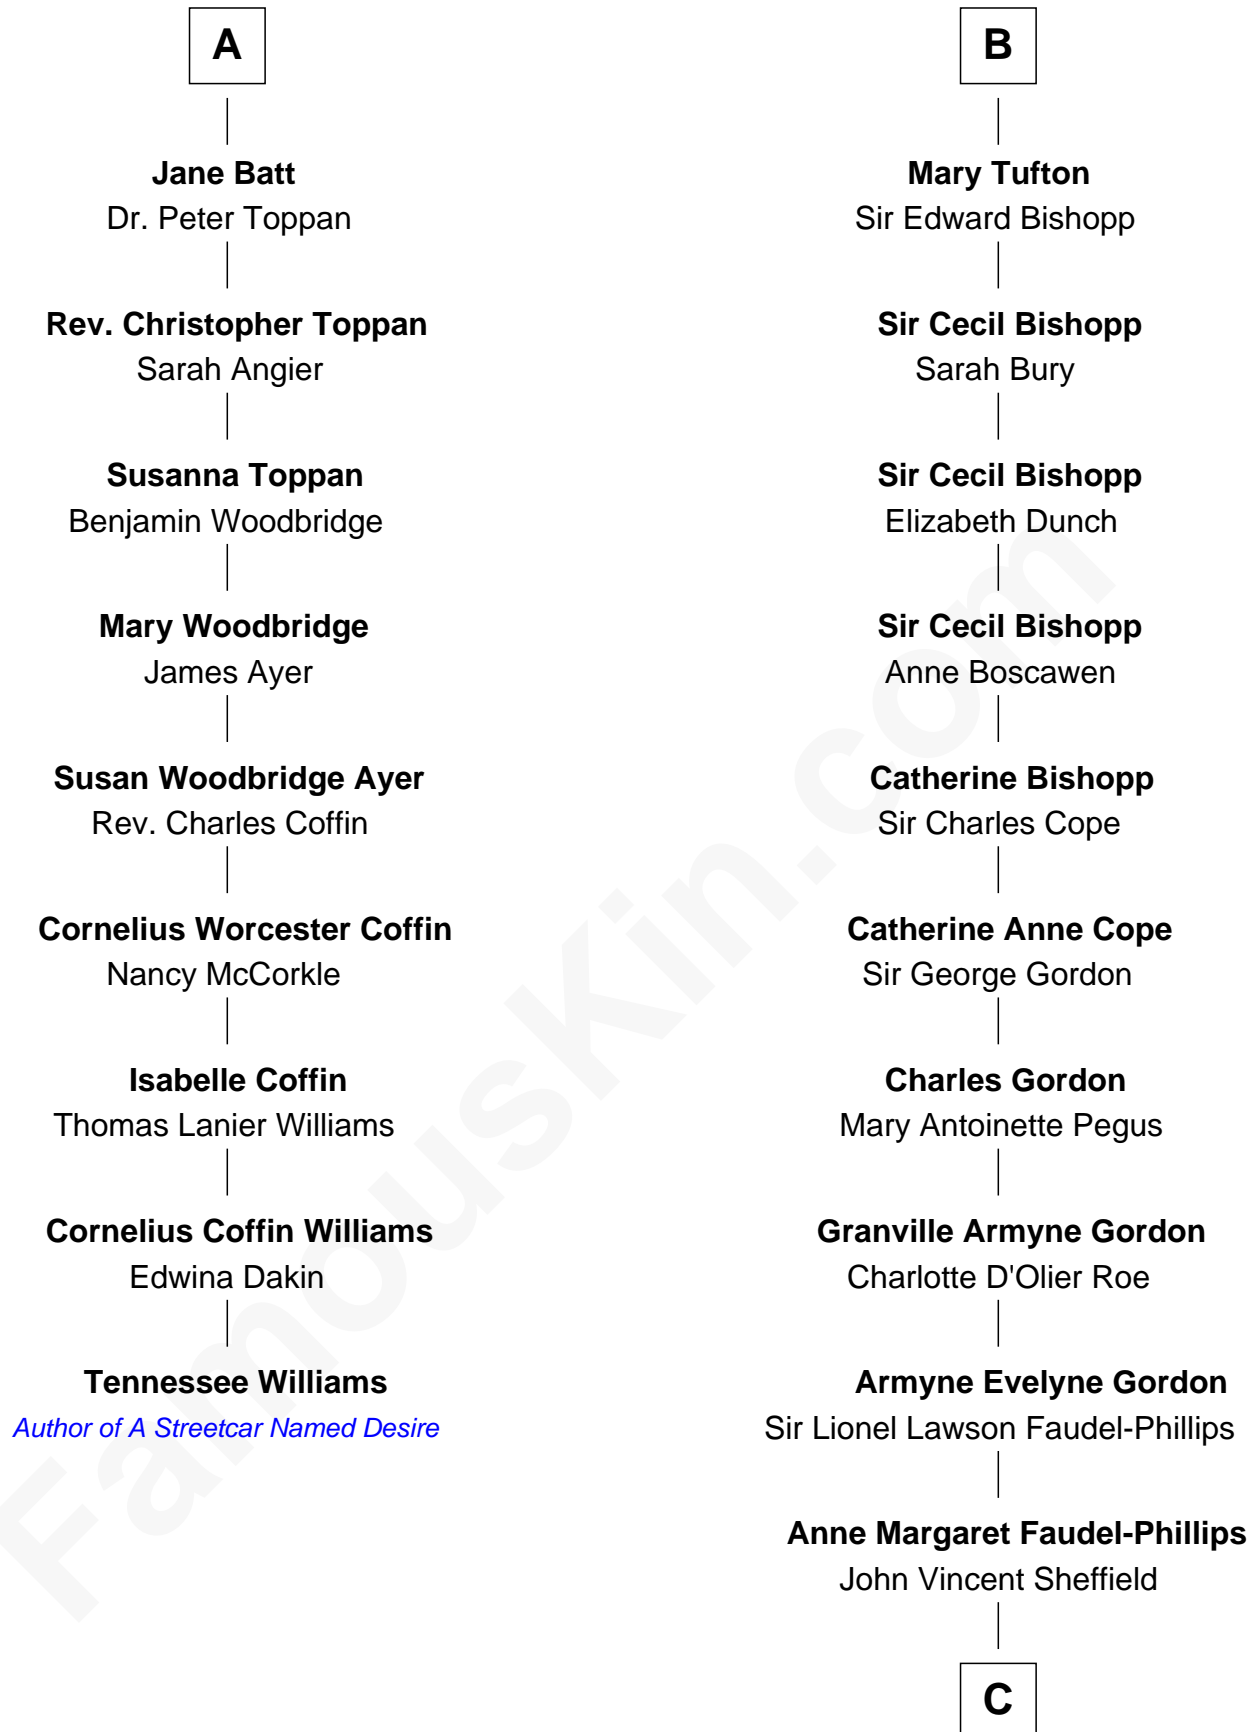 A
Jane Batt
Dr. Peter Toppan
Rev. Christopher Toppan
Sarah Angier
Susanna Toppan
Benjamin Woodbridge
Mary Woodbridge
James Ayer
Susan Woodbridge Ayer
Rev. Charles Coffin
Cornelius Worcester Coffin
Nancy McCorkle
Isabelle Coffin
Thomas Lanier Williams
Cornelius Coffin Williams
Edwina Dakin
Tennessee Williams
Author of A Streetcar Named Desire
B
Mary Tufton
Sir Edward Bishopp
Sir Cecil Bishopp
Sarah Bury
Sir Cecil Bishopp
Elizabeth Dunch
Sir Cecil Bishopp
Anne Boscawen
Catherine Bishopp
Sir Charles Cope
Catherine Anne Cope
Sir George Gordon
Charles Gordon
Mary Antoinette Pegus
Granville Armyne Gordon
Charlotte D'Olier Roe
Armyne Evelyne Gordon
Sir Lionel Lawson Faudel-Phillips
Anne Margaret Faudel-Phillips
John Vincent Sheffield
C
FamousKin.com